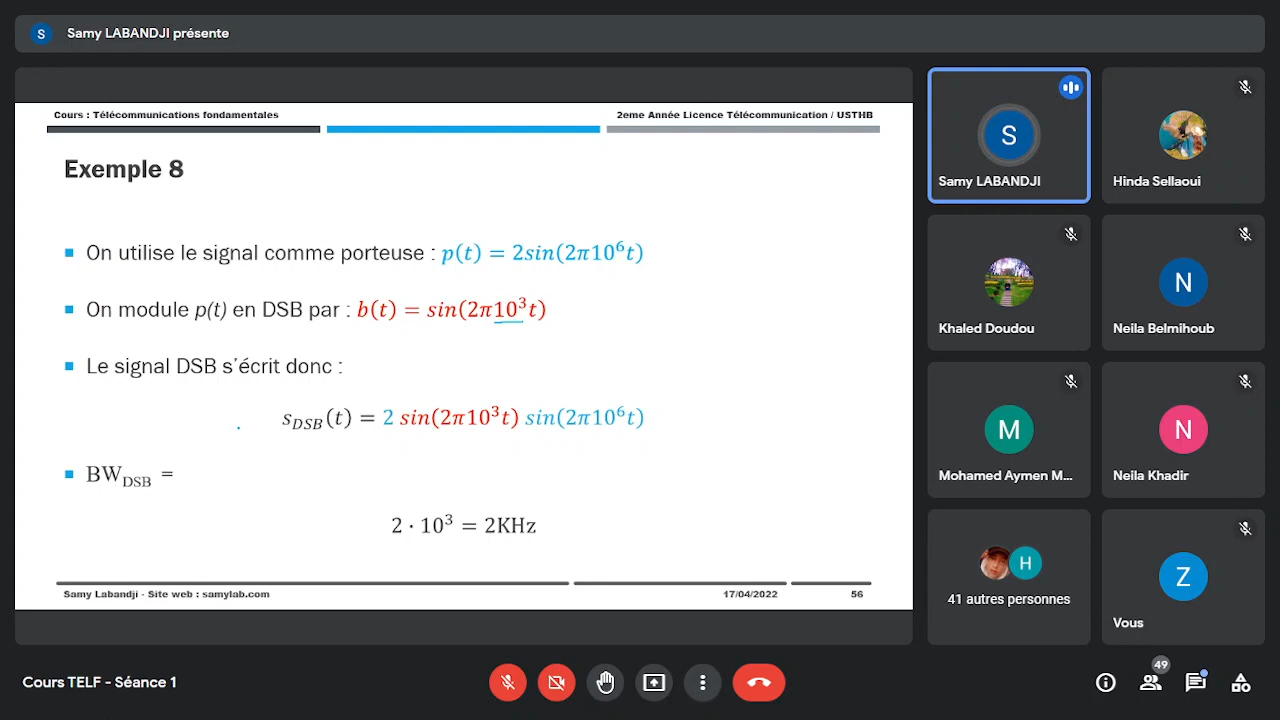 S Samy LABANDJI présente
Cours : Télécommunications fondamentales
2eme Année Licence Télécommunication / USTHB
Exemple 8
▪ On utilise le signal comme porteuse : p(t) = 2sin(2π10⁶t)
▪ On module p(t) en DSB par : b(t) = sin(2π10³t)
▪ Le signal DSB s'écrit donc :
s_DSB(t) = 2 sin(2π10³t) sin(2π10⁶t)
▪ BW_DSB =
2 · 10³ = 2KHz
Samy Labandji - Site web : samylab.com
17/04/2022
56
S
Samy LABANDJI
Hinda Sellaoui
Khaled Doudou
N
Neila Belmihoub
M
Mohamed Aymen M...
N
Neila Khadir
H
41 autres personnes
Z
Vous
Cours TELF - Séance 1
49